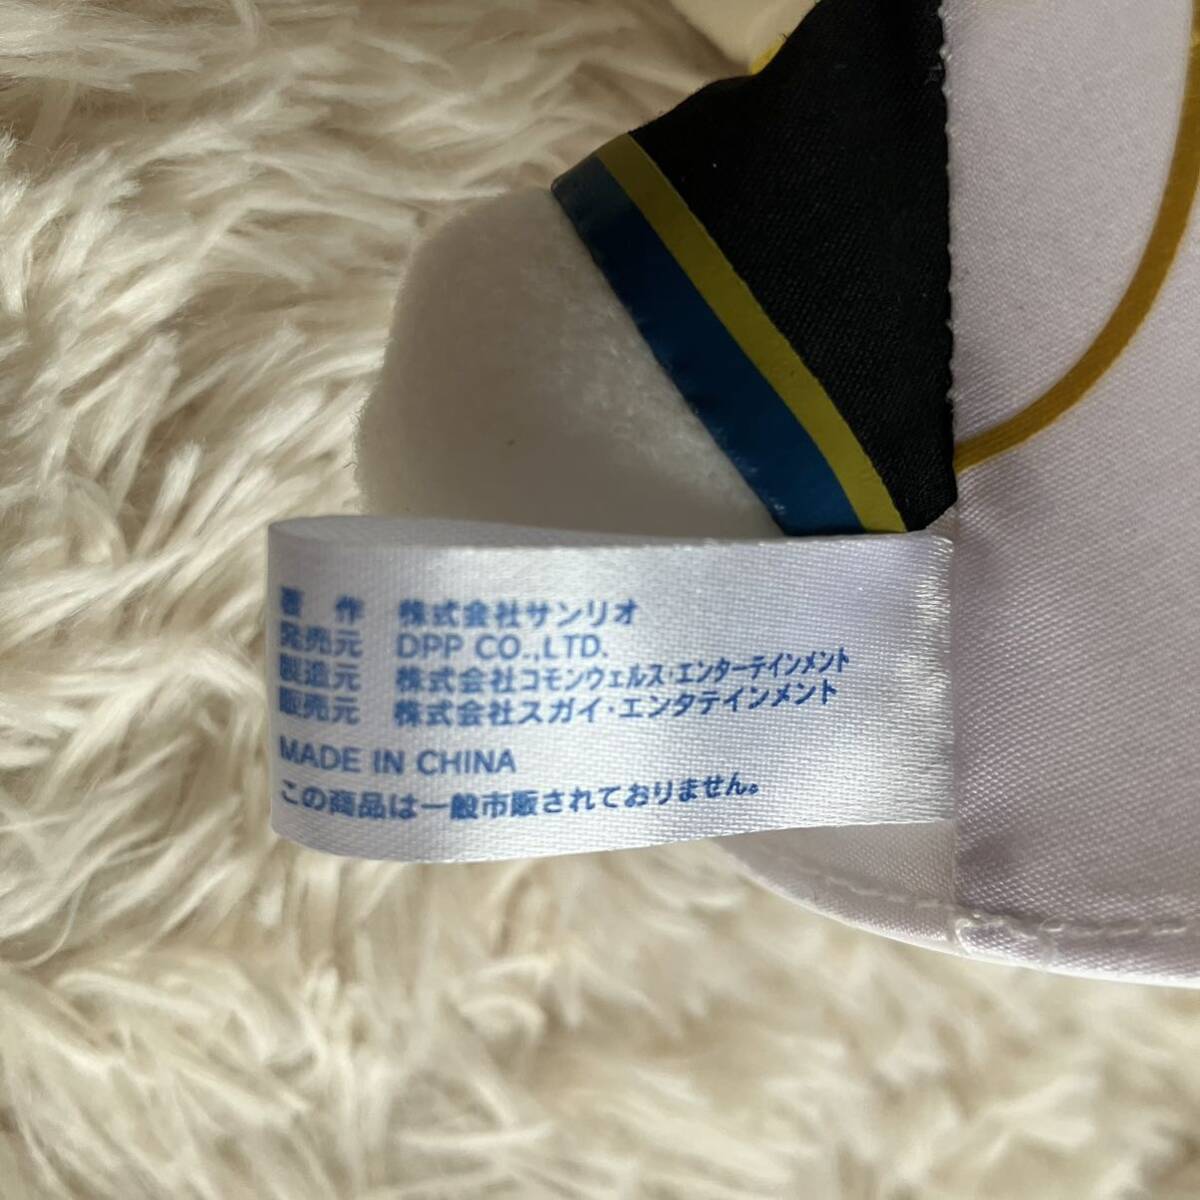 著 作 株式会社サンリオ
発売元 DPP CO.,LTD.
製造元 株式会社コモンウェルス・エンターテインメント
販売元 株式会社スガイ・エンタテインメント
MADE IN CHINA
この商品は一般市販されておりません。